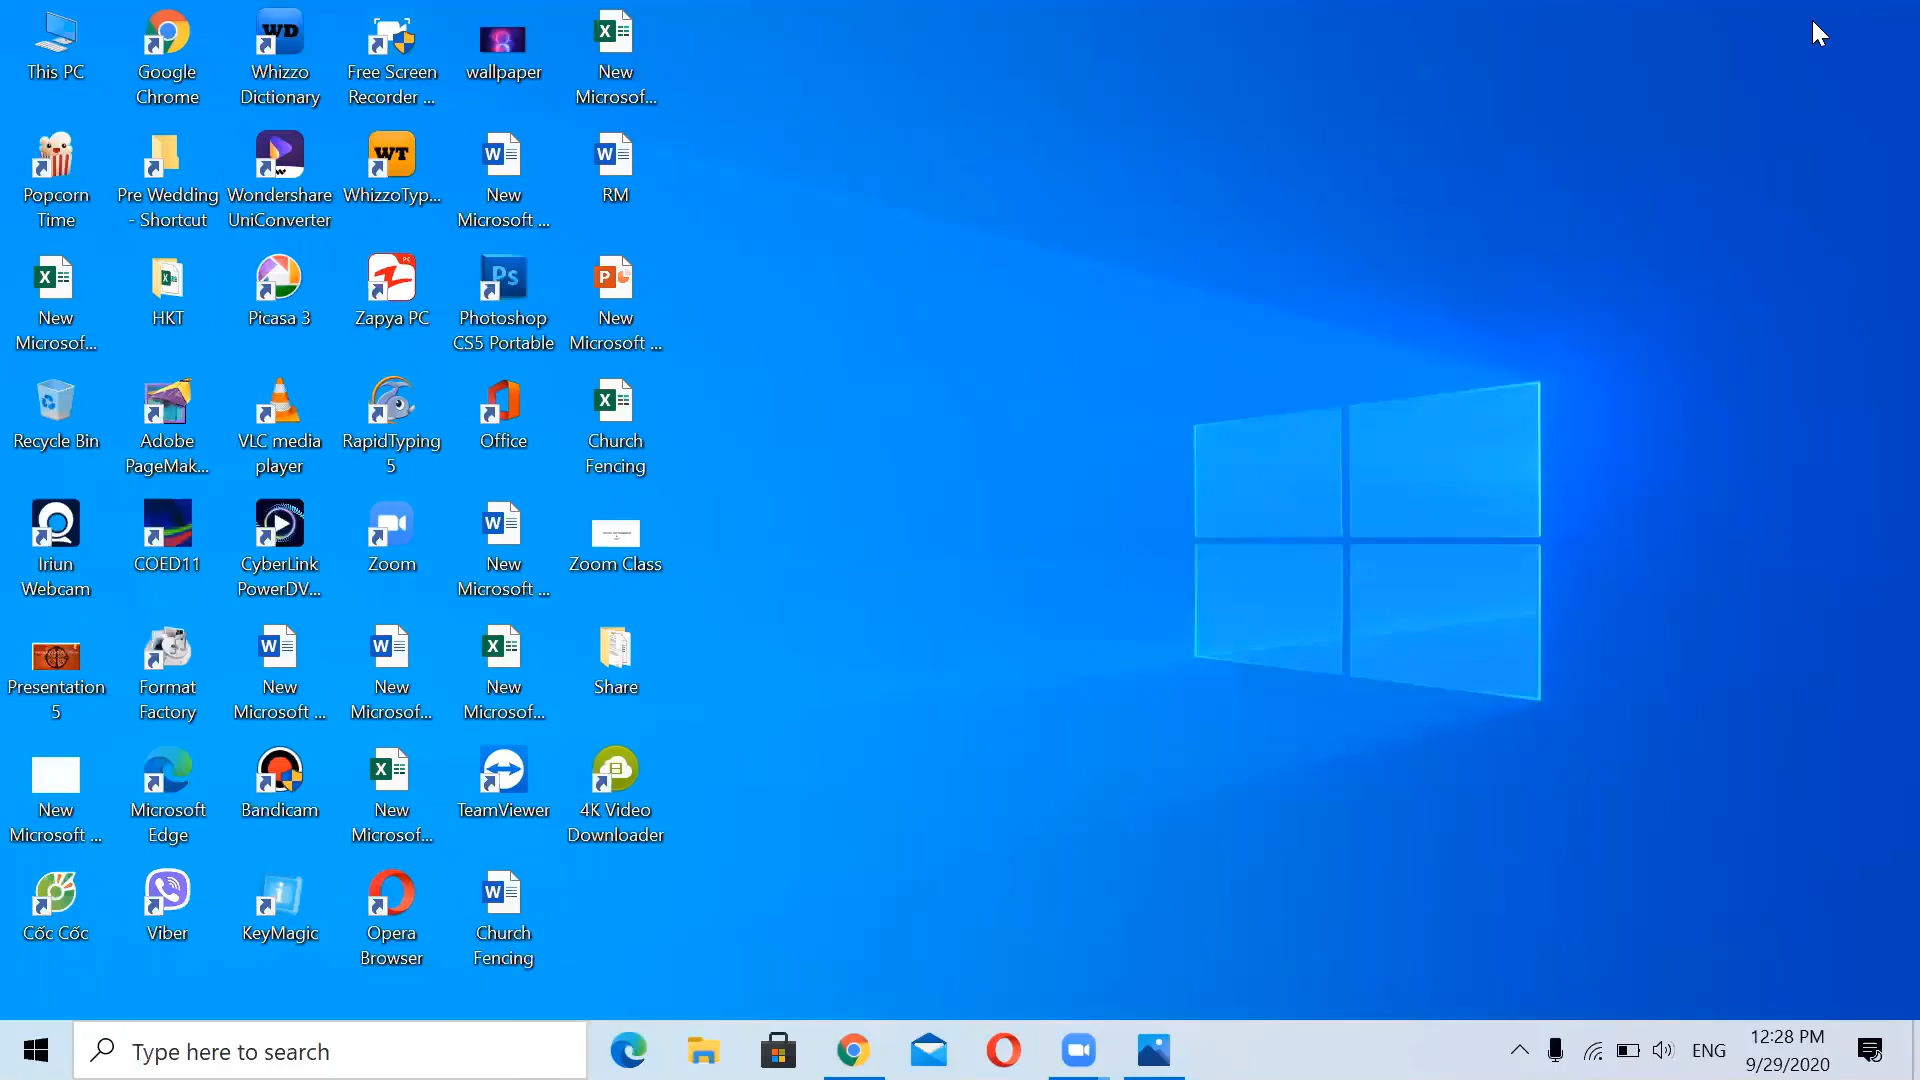 This PC
Google
Chrome
WD
Whizzo
Dictionary
Free Screen
Recorder ...
wallpaper
New
Microsof...
Popcorn
Time
Pre Wedding
- Shortcut
Wondershare
UniConverter
WT
WhizzoTyp...
New
Microsoft ...
RM
New
Microsof...
HKT
Picasa 3
Zapya PC
Ps
Photoshop
CS5 Portable
New
Microsoft ...
Recycle Bin
Adobe
PageMak...
VLC media
player
RapidTyping
5
Office
Church
Fencing
Iriun
Webcam
COED11
CyberLink
PowerDV...
Zoom
New
Microsoft ...
Zoom Class
Presentation
5
Format
Factory
New
Microsoft ...
New
Microsof...
New
Microsof...
Share
New
Microsoft ...
Microsoft
Edge
Bandicam
New
Microsof...
TeamViewer
4K Video
Downloader
Cốc Cốc
Viber
KeyMagic
Opera
Browser
Church
Fencing
Type here to search
ENG
12:28 PM
9/29/2020